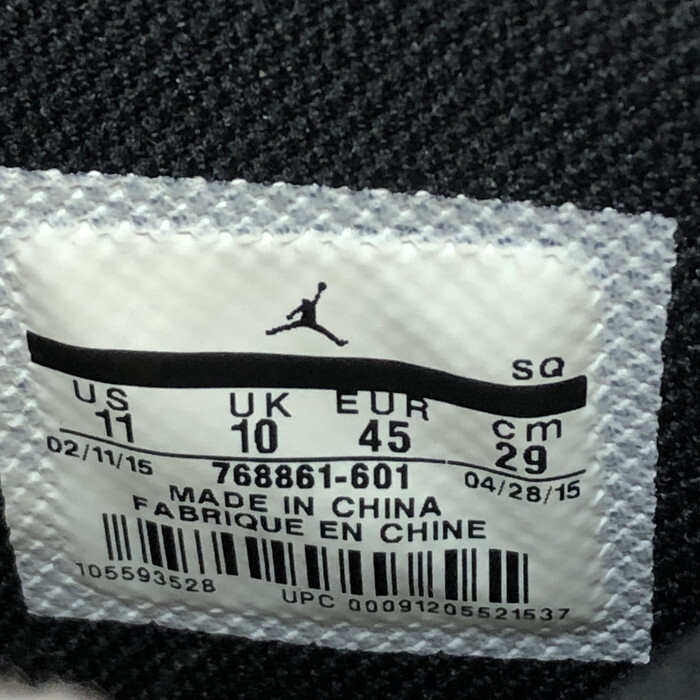 SQ
US UK EUR cm
11 10 45 29
02/11/15 768861-601 04/28/15
MADE IN CHINA
FABRIQUE EN CHINE
105593528 UPC 00091205521537